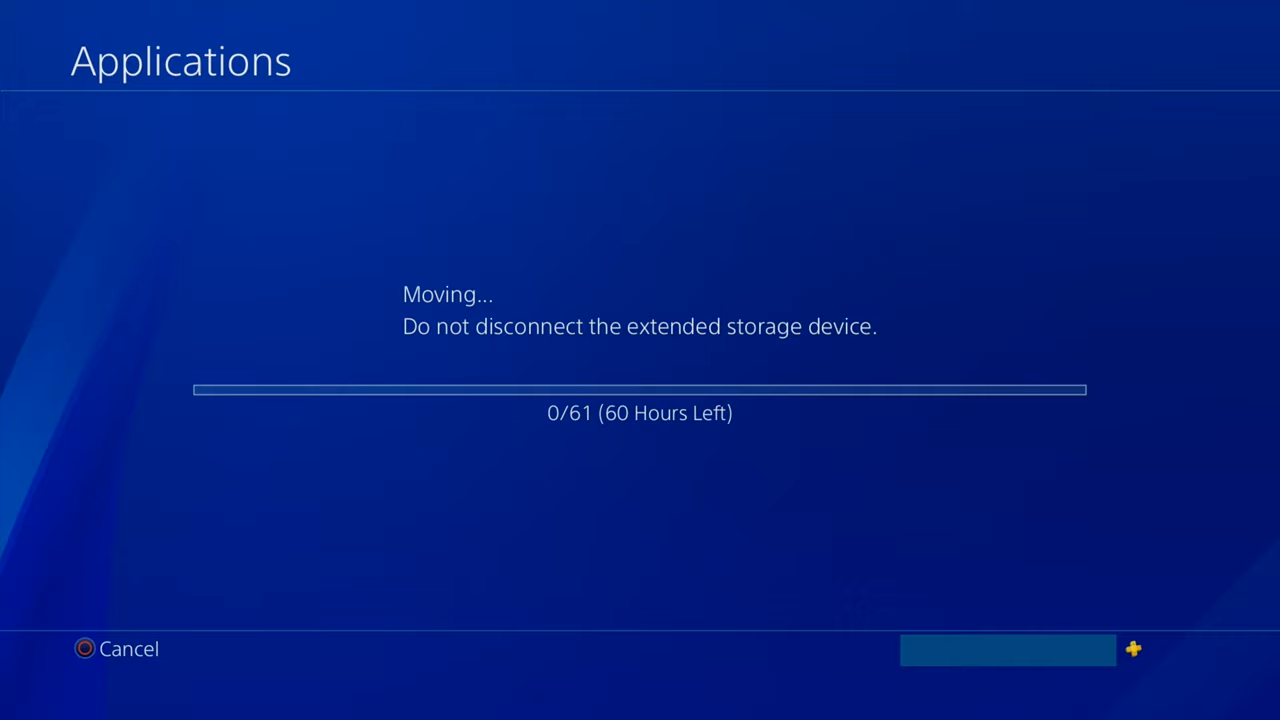 Applications
Moving...
Do not disconnect the extended storage device.
0/61 (60 Hours Left)
Cancel